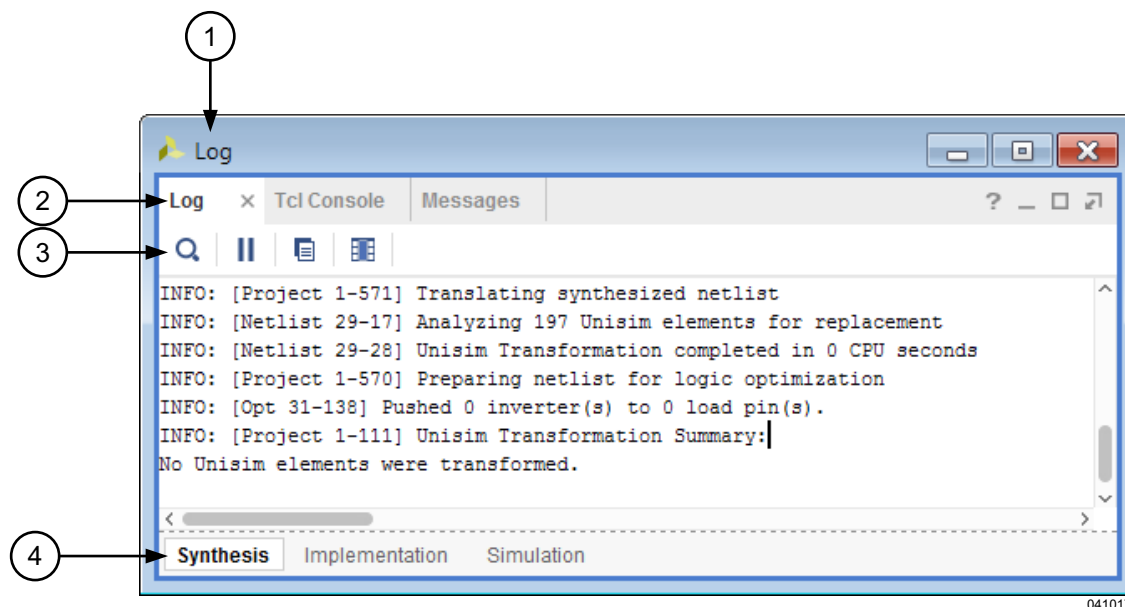 1
Log
2
Log × Tcl Console Messages ?
3
INFO: [Project 1-571] Translating synthesized netlist
INFO: [Netlist 29-17] Analyzing 197 Unisim elements for replacement
INFO: [Netlist 29-28] Unisim Transformation completed in 0 CPU seconds
INFO: [Project 1-570] Preparing netlist for logic optimization
INFO: [Opt 31-138] Pushed 0 inverter(s) to 0 load pin(s).
INFO: [Project 1-111] Unisim Transformation Summary:
No Unisim elements were transformed.
4
Synthesis Implementation Simulation